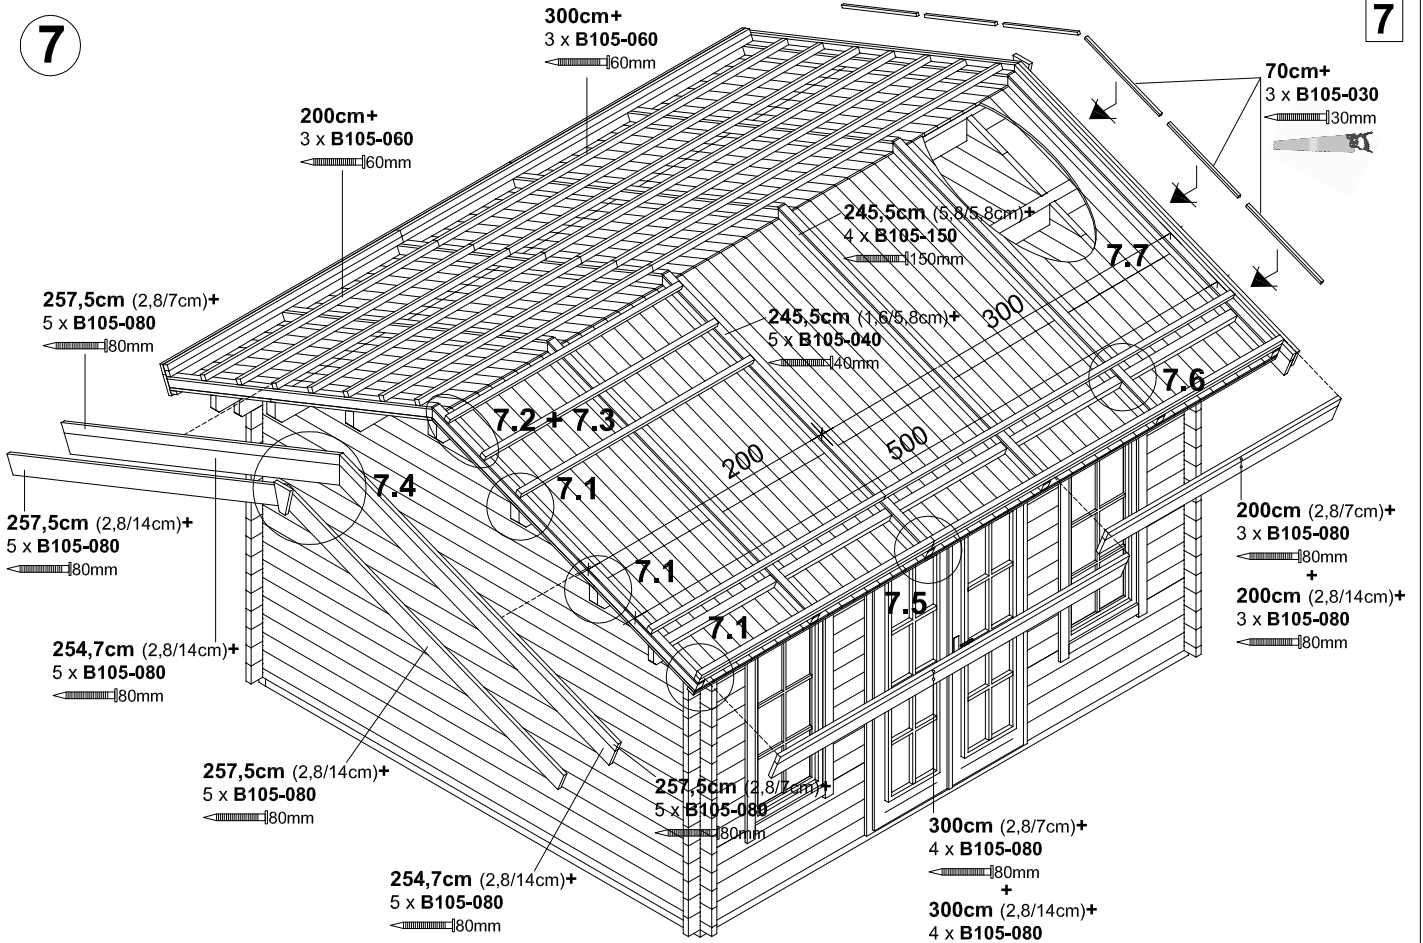 7
7
300cm+
3 x B105-060
60mm
200cm+
3 x B105-060
60mm
70cm+
3 x B105-030
30mm
245,5cm (5,8/5,8cm)+
4 x B105-150
150mm
7.7
257,5cm (2,8/7cm)+
5 x B105-080
80mm
245,5cm (1,6/5,8cm)+
5 x B105-040
40mm
300
7.6
7.2 + 7.3
500
200
7.4
7.1
257,5cm (2,8/14cm)+
5 x B105-080
80mm
200cm (2,8/7cm)+
3 x B105-080
80mm
+
200cm (2,8/14cm)+
3 x B105-080
80mm
7.1
7.5
7.1
254,7cm (2,8/14cm)+
5 x B105-080
80mm
257,5cm (2,8/14cm)+
5 x B105-080
80mm
257,5cm (2,8/7cm)+
5 x B105-080
80mm
300cm (2,8/7cm)+
4 x B105-080
80mm
+
300cm (2,8/14cm)+
4 x B105-080
254,7cm (2,8/14cm)+
5 x B105-080
80mm